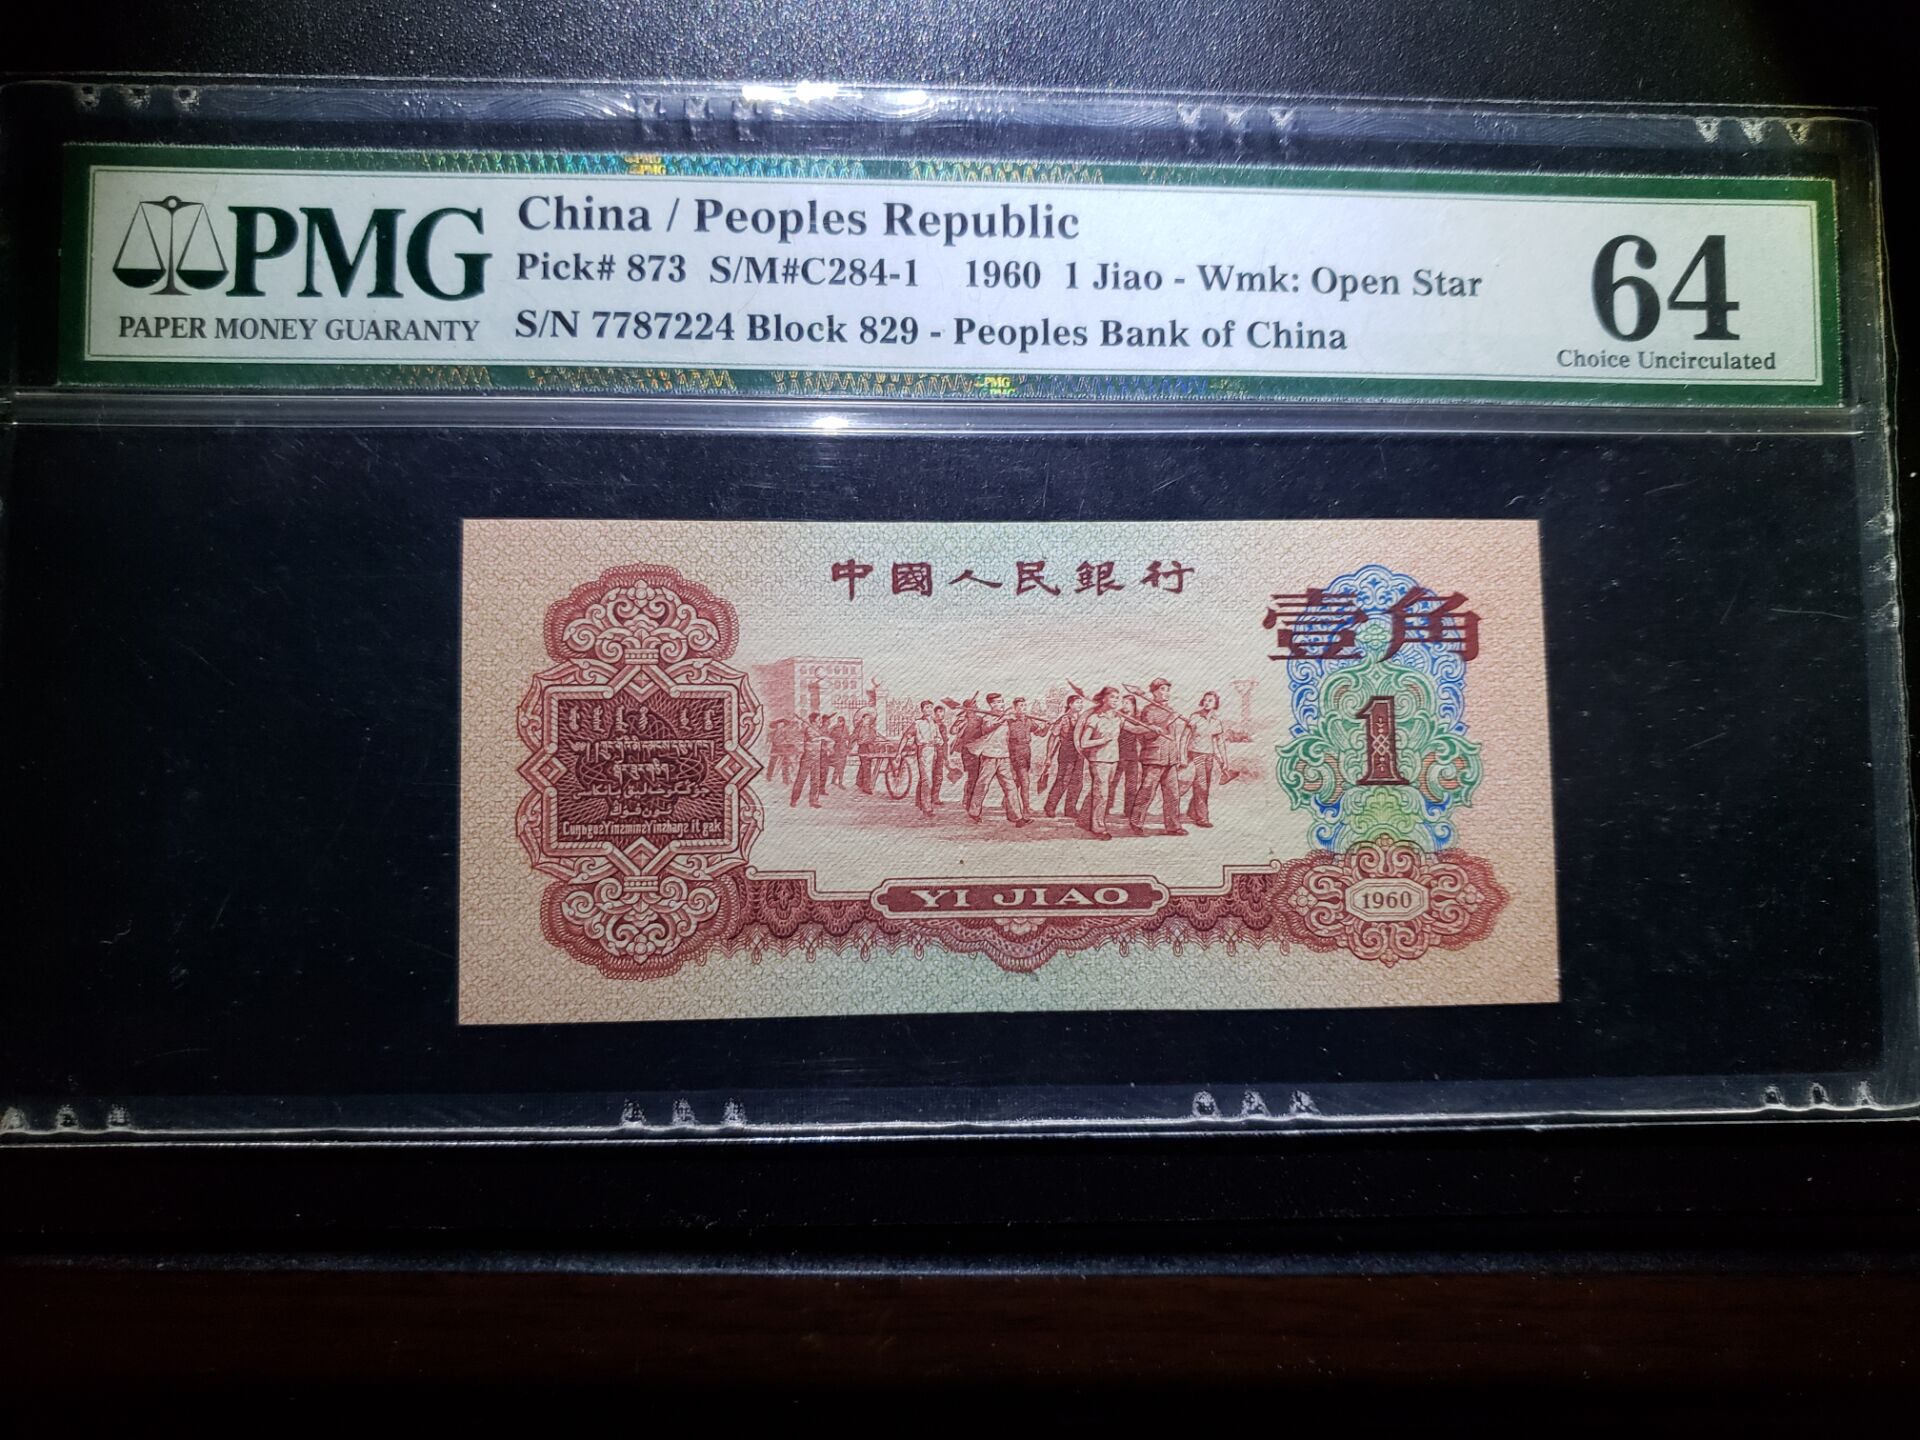 PMG
PAPER MONEY GUARANTY
China / Peoples Republic
Pick# 873 S/M#C284-1 1960 1 Jiao - Wmk: Open Star
S/N 7787224 Block 829 - Peoples Bank of China
64
Choice Uncirculated
PMG
PMG
中國人民銀行
壹角
1
YI JIAO
1960